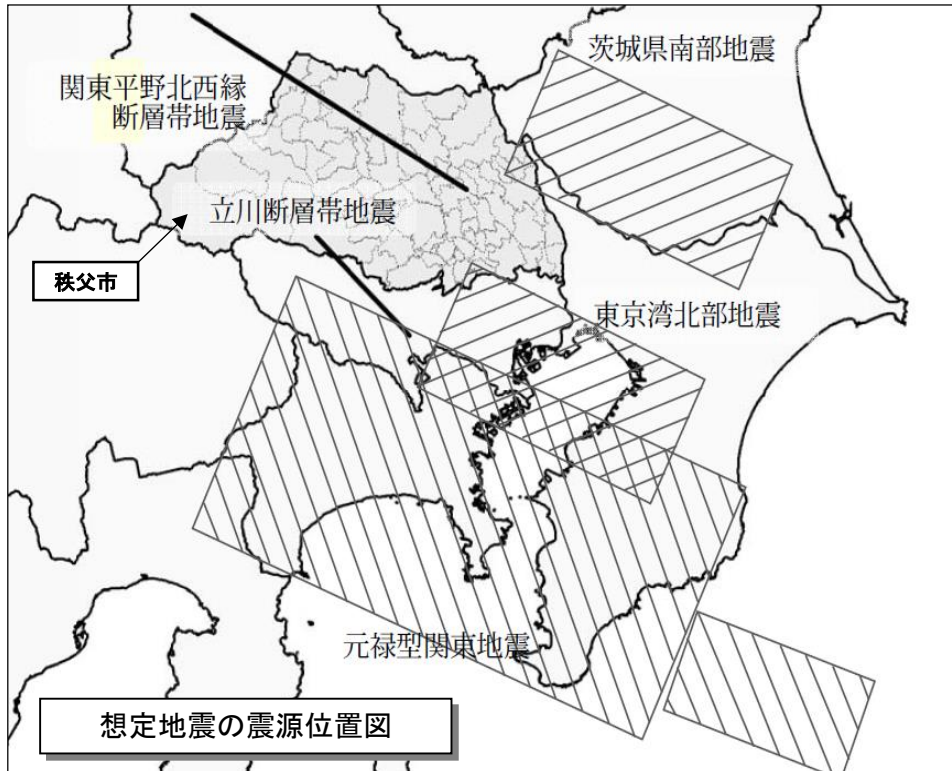 茨城県南部地震
関東平野北西縁
断層帯地震
立川断層帯地震
秩父市
東京湾北部地震
元禄型関東地震
想定地震の震源位置図